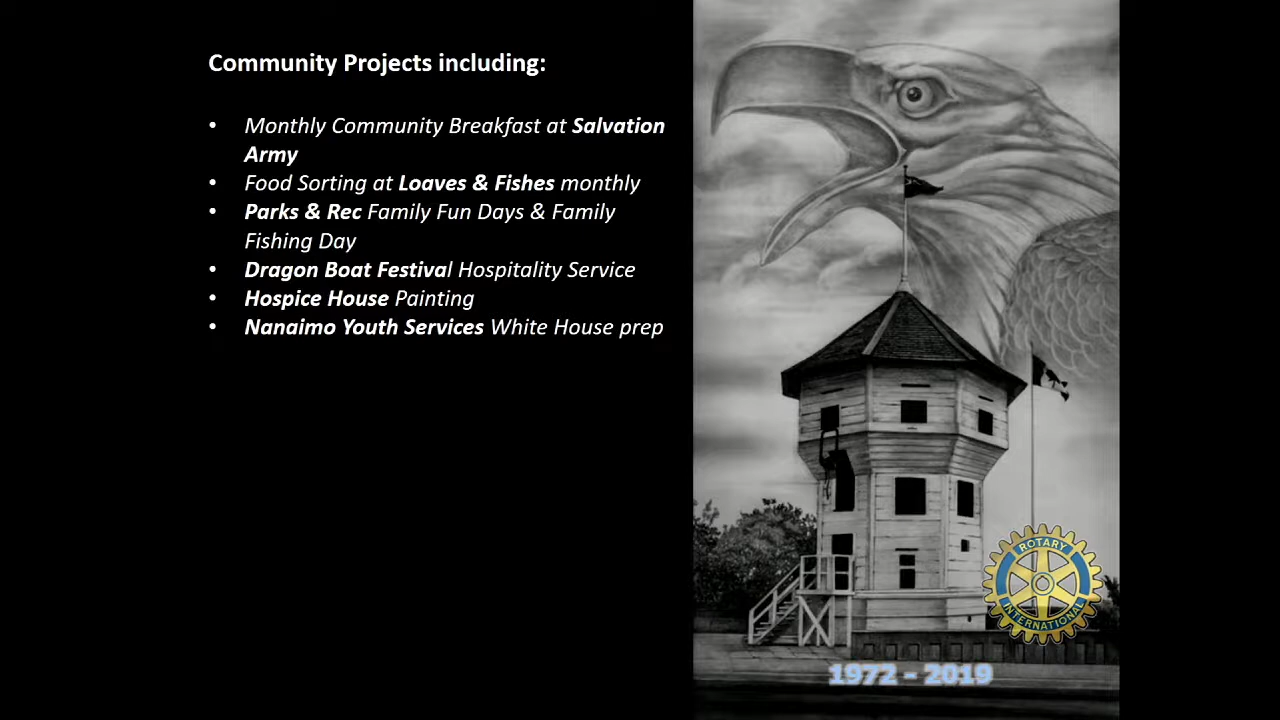 Community Projects including:
• Monthly Community Breakfast at Salvation
Army
• Food Sorting at Loaves & Fishes monthly
• Parks & Rec Family Fun Days & Family
Fishing Day
• Dragon Boat Festival Hospitality Service
• Hospice House Painting
• Nanaimo Youth Services White House prep
ROTARY
INTERNATIONAL
1972 - 2019